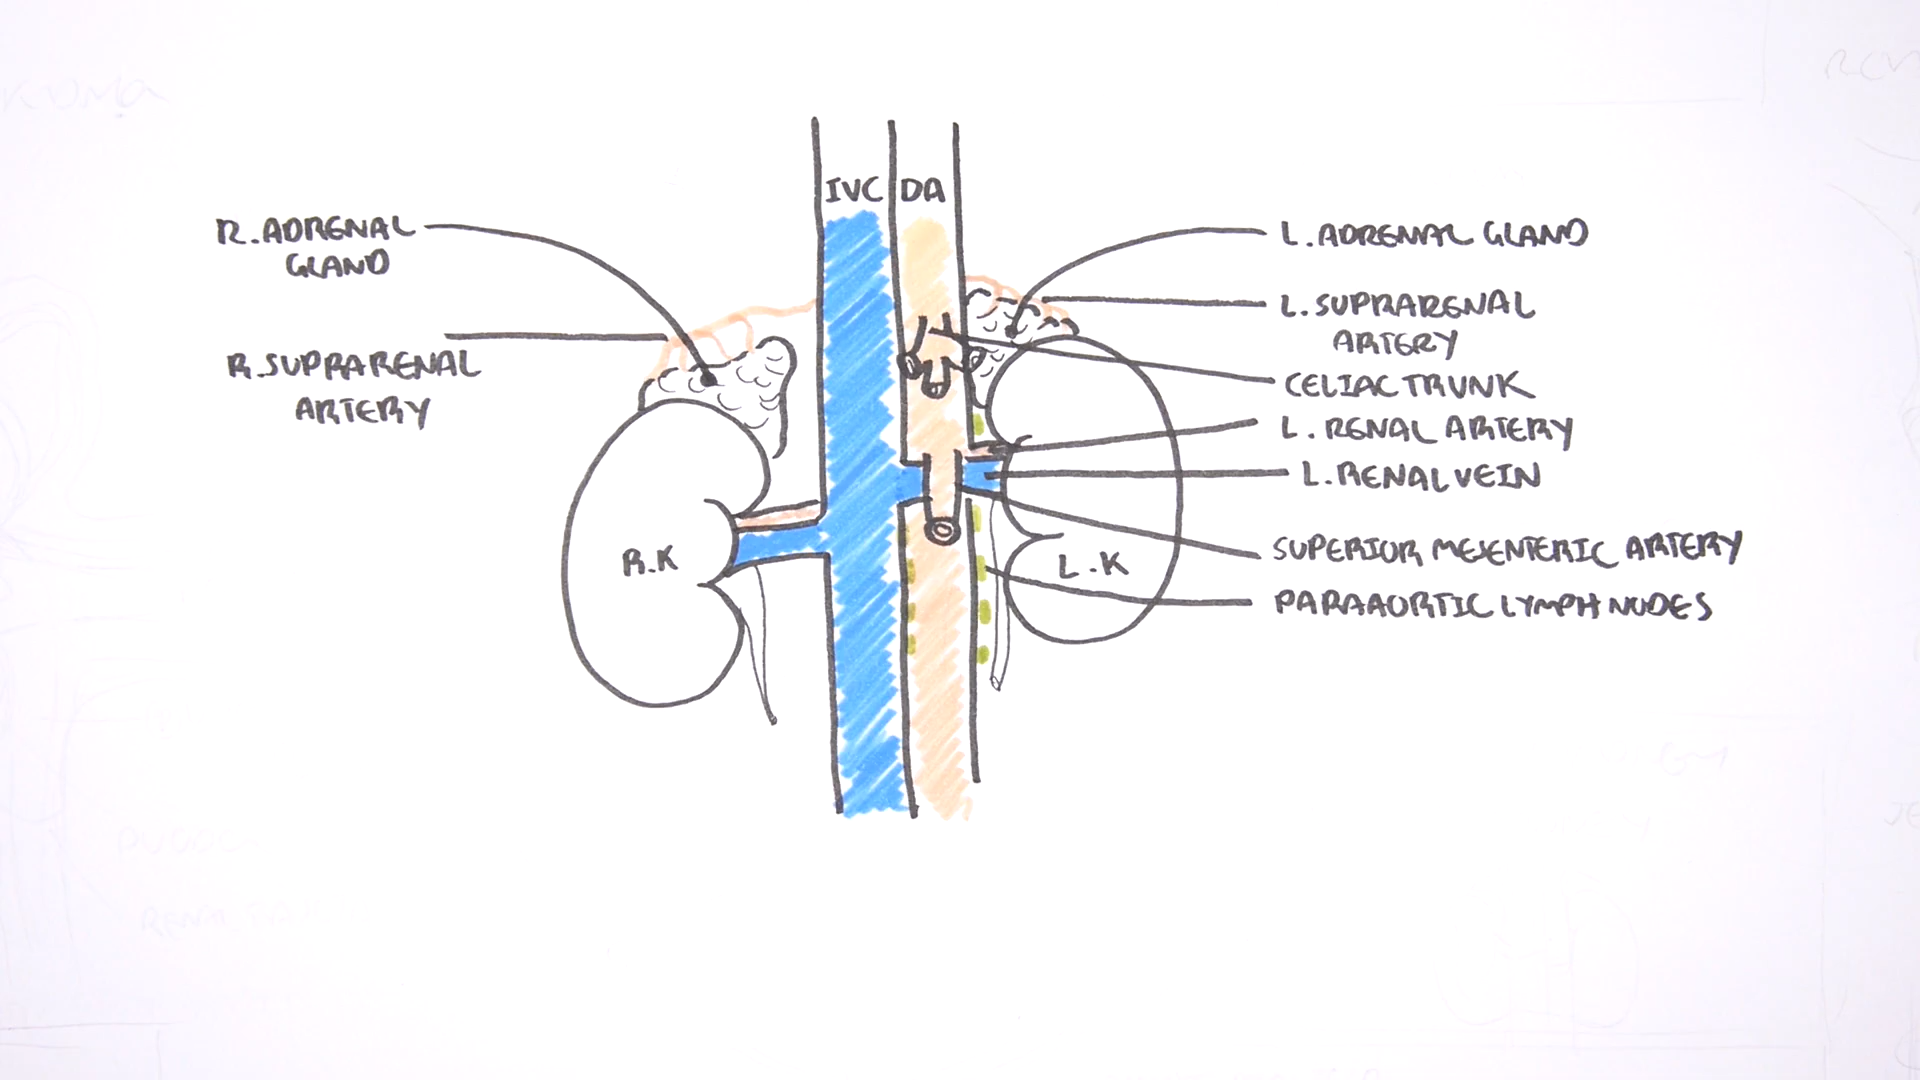 IVC DA
R. ADRENAL
GLAND
R. SUPRARENAL
ARTERY
L. ADRENAL GLAND
L. SUPRARENAL
ARTERY
CELIAC TRUNK
L. RENAL ARTERY
L. RENAL VEIN
SUPERIOR MESENTERIC ARTERY
PARAAORTIC LYMPH NODES
R.K
L.K